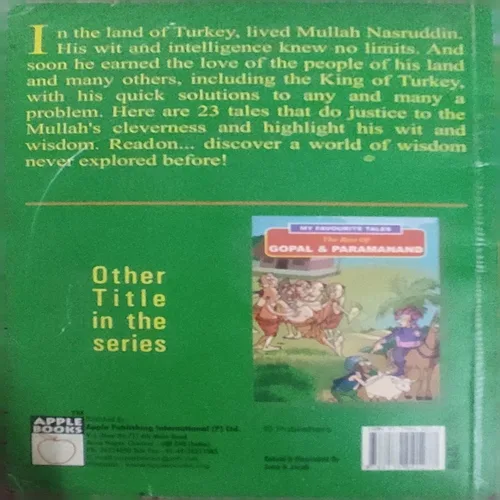 In the land of Turkey, lived Mullah Nasruddin.
His wit and intelligence knew no limits. And
soon he earned the love of the people of his land
and many others, including the King of Turkey,
with his quick solutions to any and many a
problem. Here are 23 tales that do justice to the
Mullah's cleverness and highlight his wit and
wisdom. Readon... discover a world of wisdom
never explored before!
MY FAVOURITE TALES
The Best Of
GOPAL & PARAMANAND
Other
Title
in the
series
APPLE
BOOKS
Published By
Apple Publishing International (P) Ltd.
© Publishers